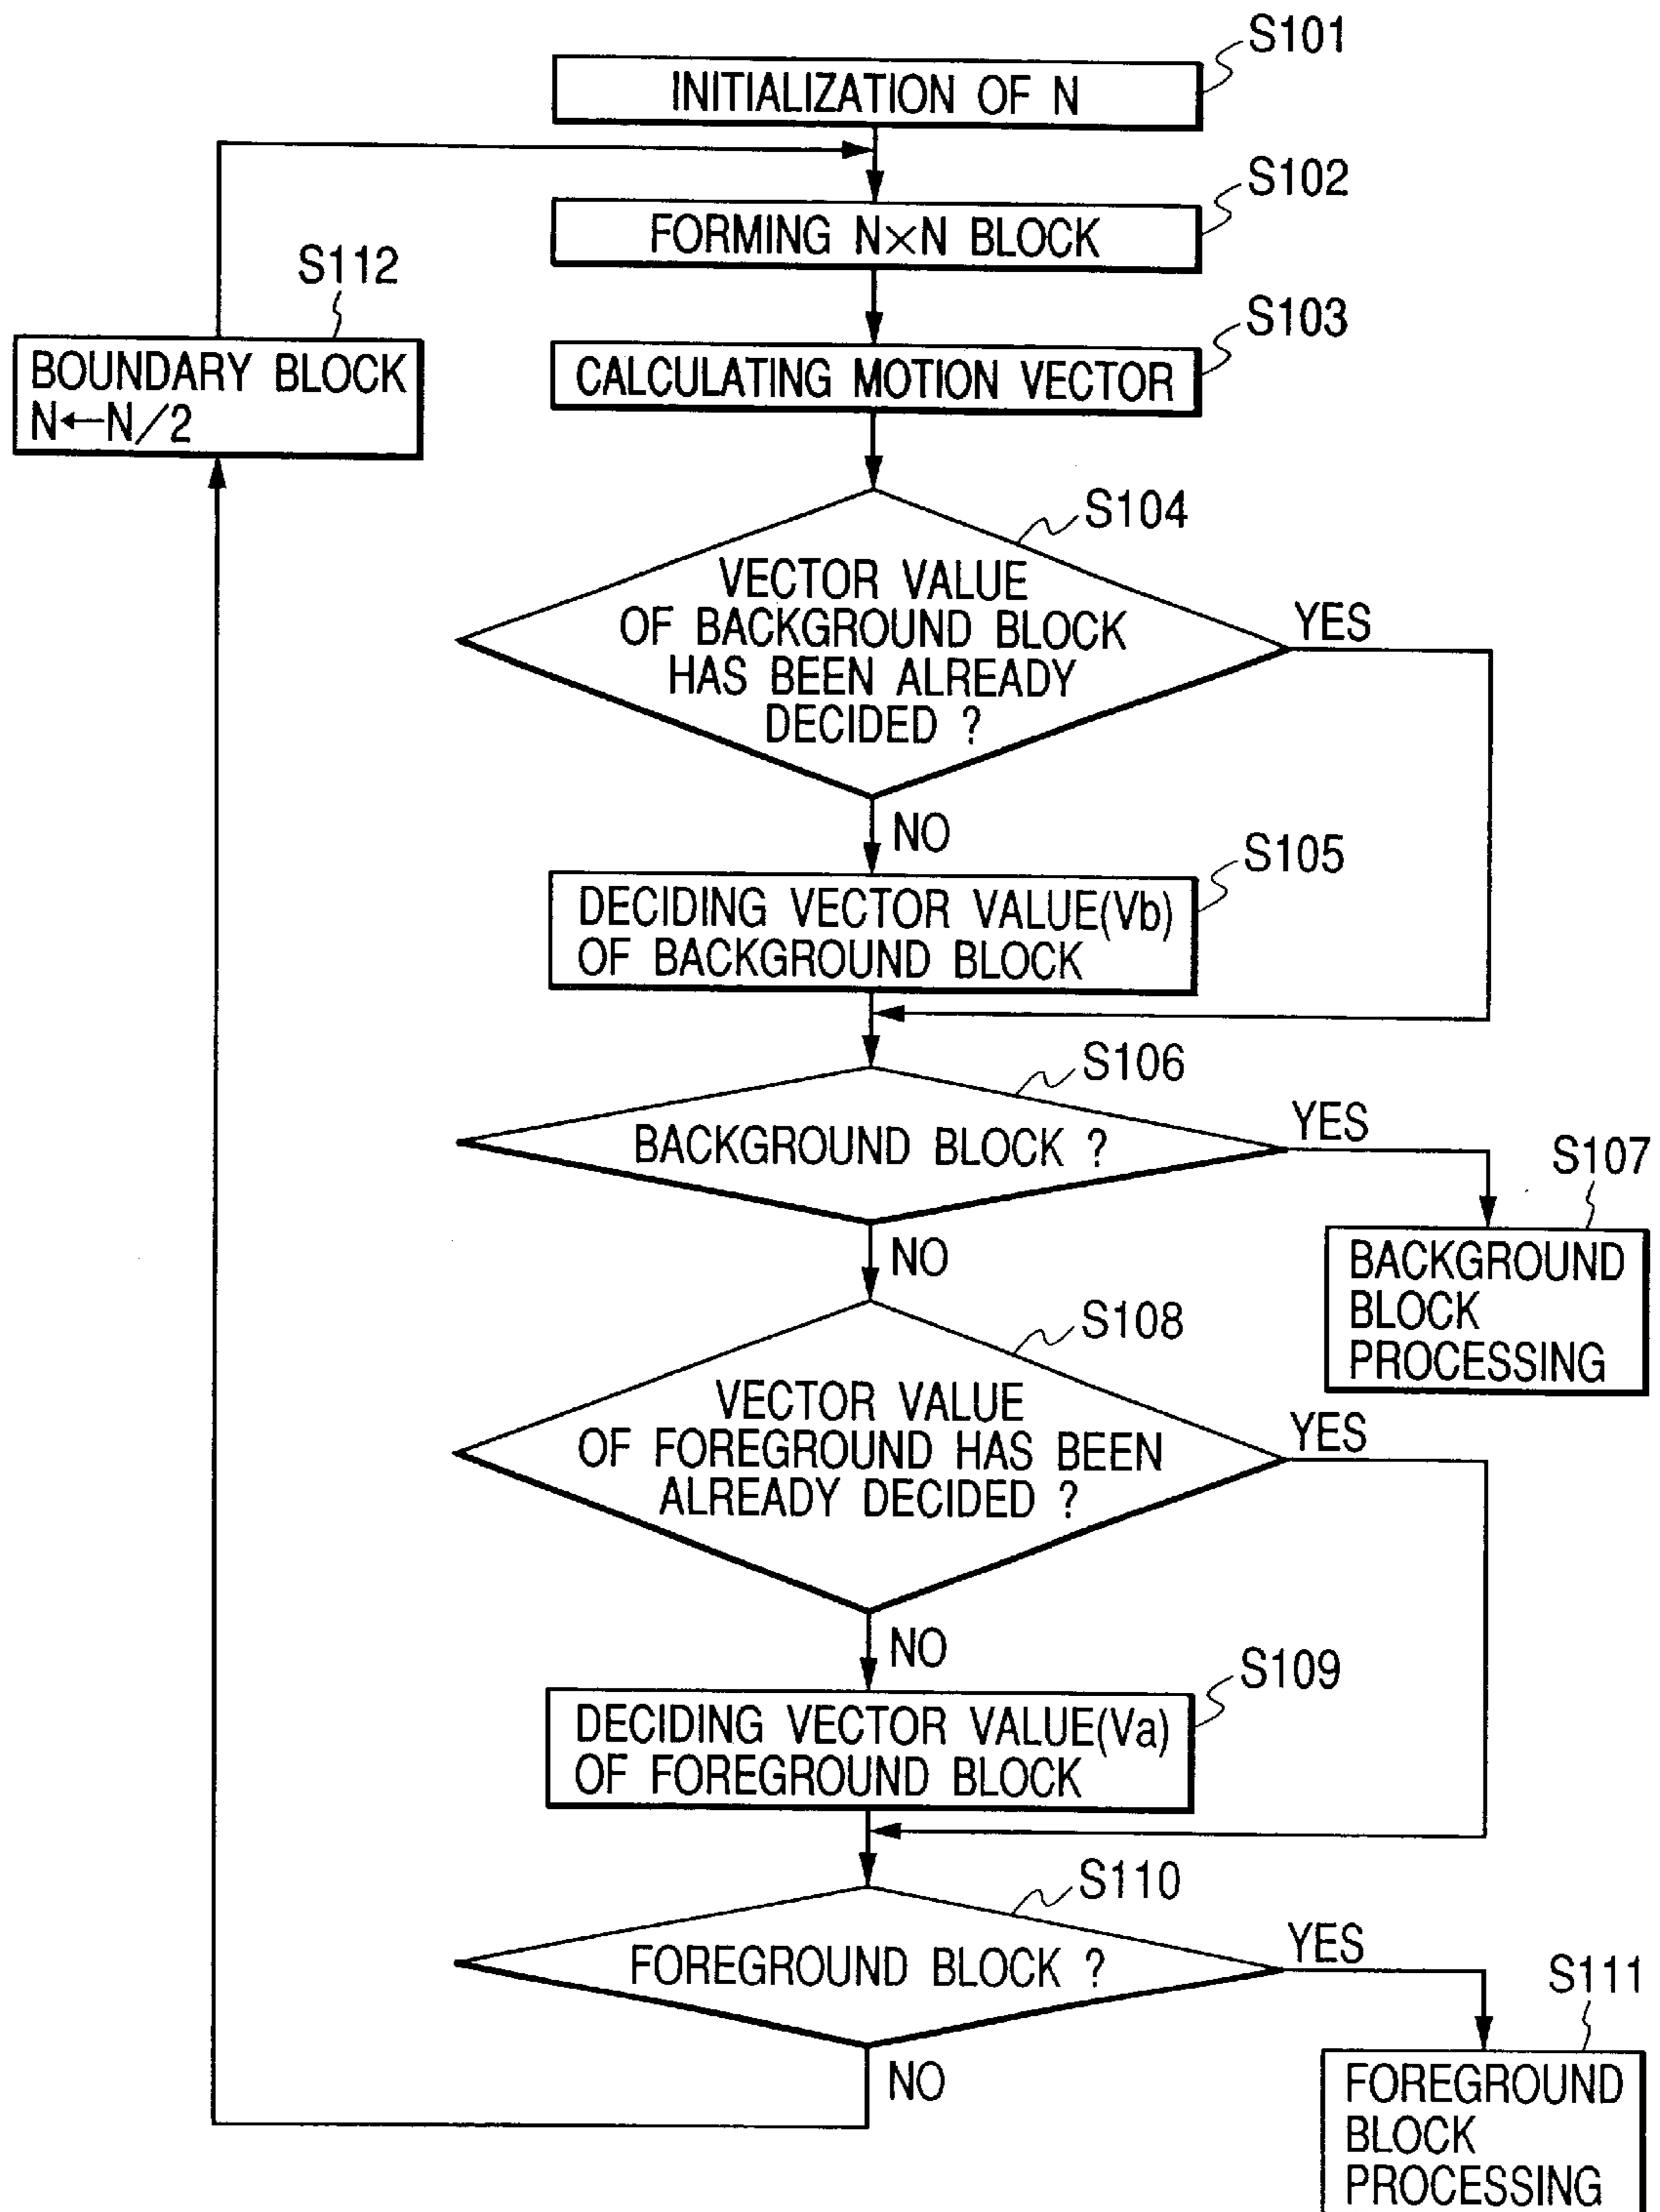 S101
INITIALIZATION OF N
S102
FORMING N×N BLOCK
S112
BOUNDARY BLOCK
N←N/2
S103
CALCULATING MOTION VECTOR
S104
VECTOR VALUE
OF BACKGROUND BLOCK
HAS BEEN ALREADY
DECIDED ?
YES
NO
S105
DECIDING VECTOR VALUE(Vb)
OF BACKGROUND BLOCK
S106
BACKGROUND BLOCK ?
YES
S107
BACKGROUND
BLOCK
PROCESSING
NO
S108
VECTOR VALUE
OF FOREGROUND HAS BEEN
ALREADY DECIDED ?
YES
NO
S109
DECIDING VECTOR VALUE(Va)
OF FOREGROUND BLOCK
S110
FOREGROUND BLOCK ?
YES
S111
FOREGROUND
BLOCK
PROCESSING
NO